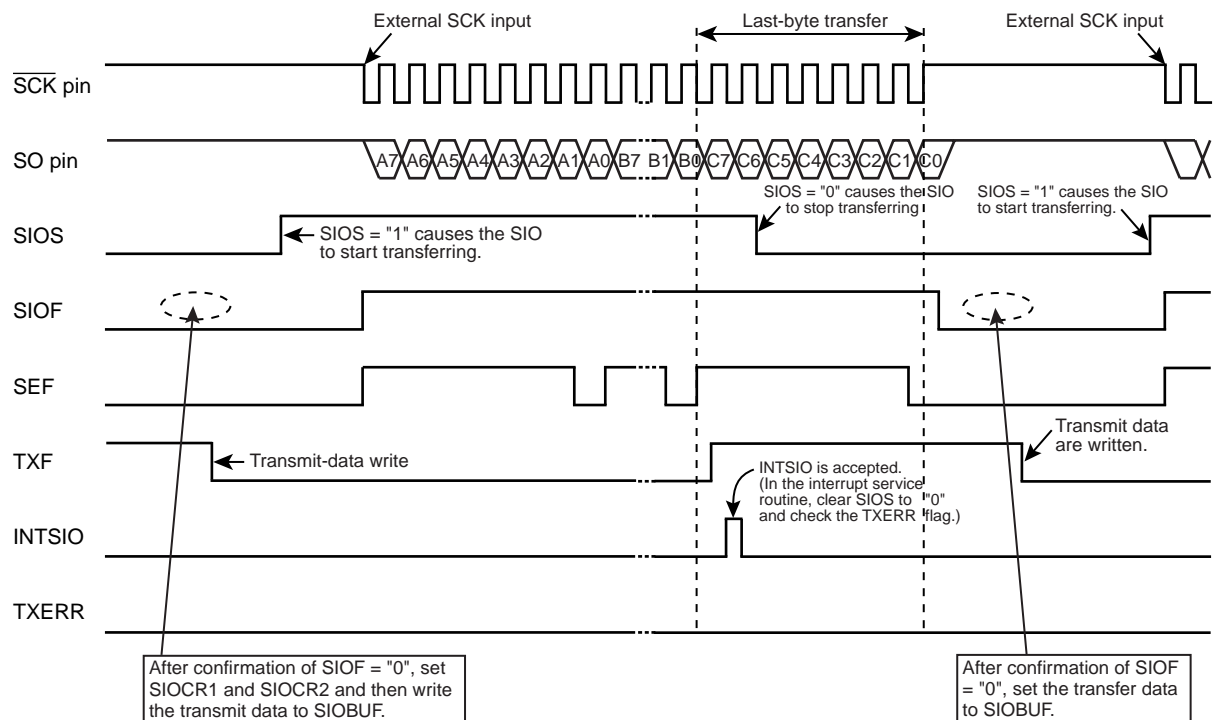 External SCK input
Last-byte transfer
External SCK input
SCK pin
SO pin
A7 A6 A5 A4 A3 A2 A1 A0 B7 B1 B0 C7 C6 C5 C4 C3 C2 C1 C0
SIOS = "0" causes the SIO
to stop transferring
SIOS = "1" causes the SIO
to start transferring.
SIOS
SIOS = "1" causes the SIO
to start transferring.
SIOF
SEF
Transmit data
are written.
TXF
Transmit-data write
INTSIO is accepted.
(In the interrupt service
routine, clear SIOS to "0"
and check the TXERR flag.)
INTSIO
TXERR
After confirmation of SIOF = "0", set
SIOCR1 and SIOCR2 and then write
the transmit data to SIOBUF.
After confirmation of SIOF
= "0", set the transfer data
to SIOBUF.